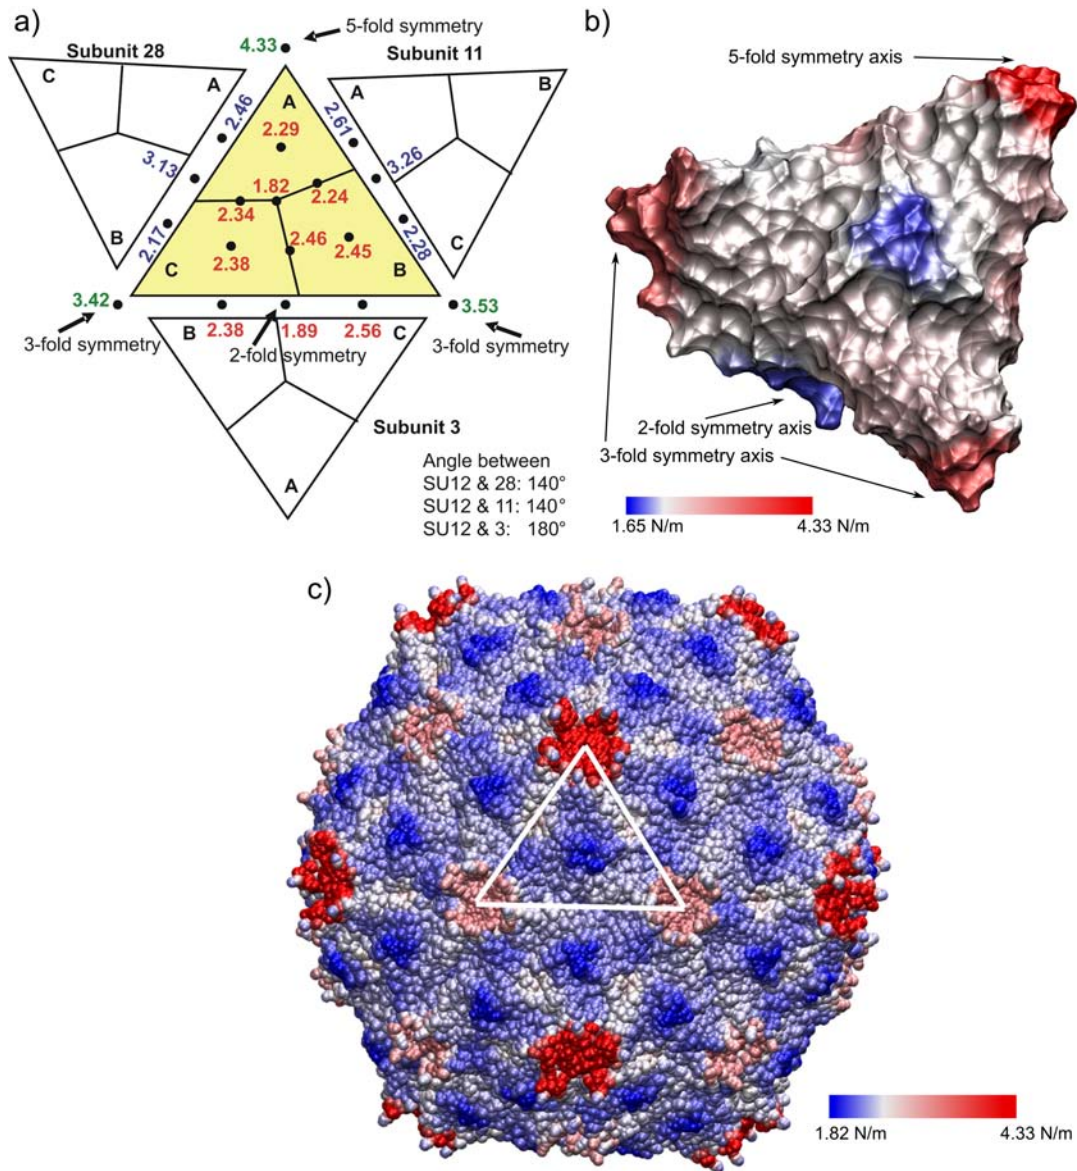 a)
5-fold symmetry
4.33
Subunit 28
Subunit 11
C
A
B
2.46
3.13
2.17
A
2.29
1.82
2.34
2.24
2.46
2.38
2.45
C
B
A
B
C
2.61
3.26
2.28
3.42
3-fold symmetry
3.53
3-fold symmetry
B
2.38
1.89
2.56
C
2-fold symmetry
Subunit 3
A
Angle between
SU12 & 28: 140°
SU12 & 11: 140°
SU12 & 3: 180°
b)
5-fold symmetry axis
2-fold symmetry axis
3-fold symmetry axis
1.65 N/m
4.33 N/m
c)
1.82 N/m
4.33 N/m